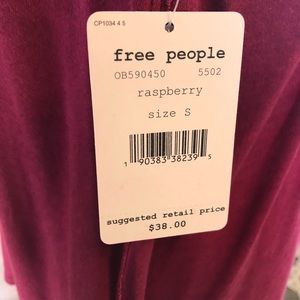 CP1034 4 5
free people
OB590450 5502
raspberry
size S
1 90383 38239 5
suggested retail price
$38.00